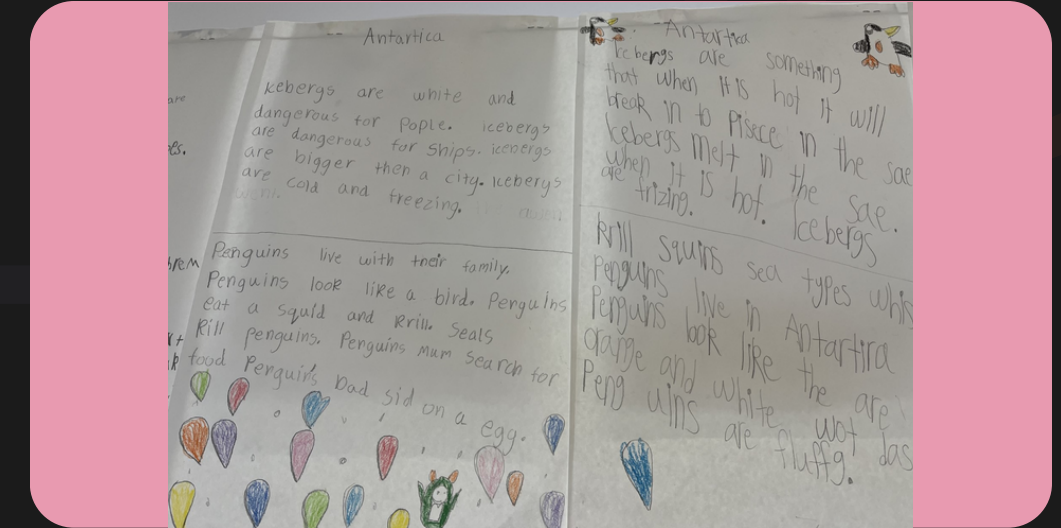 are
es.
Antartica
Icebergs are white and
dangerous for Pople. icebergs
are dangerous for ships. icebergs
are bigger then a city. Icebergs
are cold and freezing.
Penguins live with their family.
Penguins look like a bird. Penguins
eat a squid and Krill. Seals
Kill penguins. Penguins mum search for
food Penguins Dad sid on a egg.
Antartica
Icebergs are something
that when it is hot it will
break in to Pisece in the sae
Icebergs melt in the sae.
when it is hot. Icebergs
are frizing.
Krill squins sea types whis
Penguins live in Antartira
Penguins look like the are
orange and white wot das
Peng uins are fluffy.